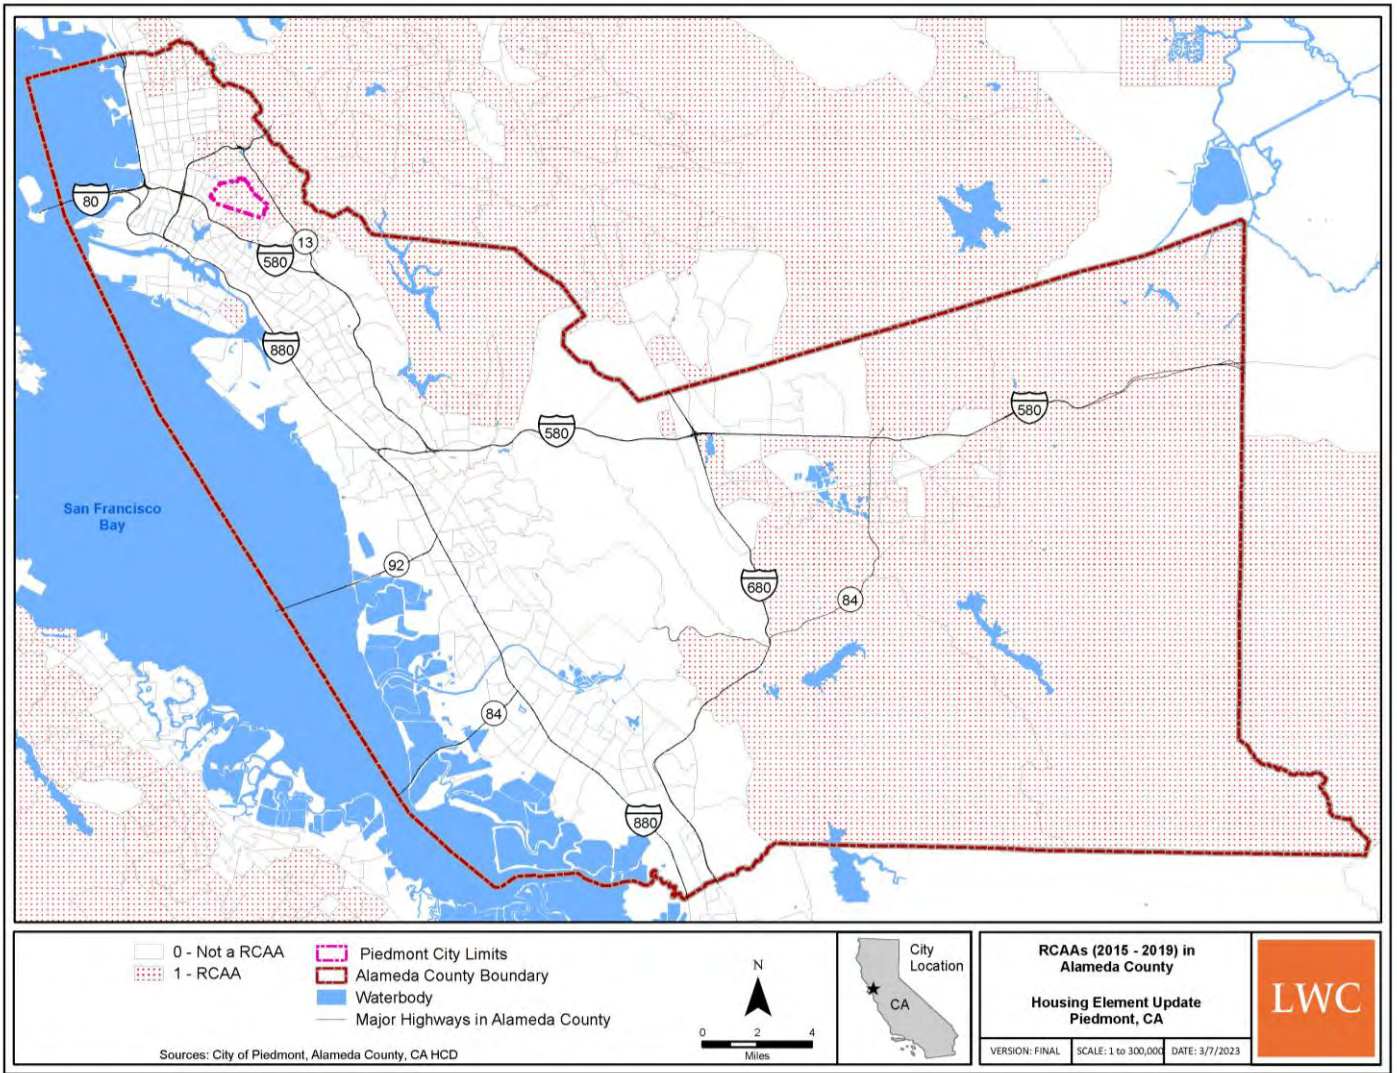 80
13
580
880
580
580
San Francisco
Bay
92
680
84
84
880
0 - Not a RCAA
1 - RCAA
Piedmont City Limits
Alameda County Boundary
Waterbody
Major Highways in Alameda County
Sources: City of Piedmont, Alameda County, CA HCD
N
0 2 4
Miles
City
Location
CA
RCAAs (2015 - 2019) in
Alameda County
Housing Element Update
Piedmont, CA
VERSION: FINAL SCALE: 1 to 300,000 DATE: 3/7/2023
LWC